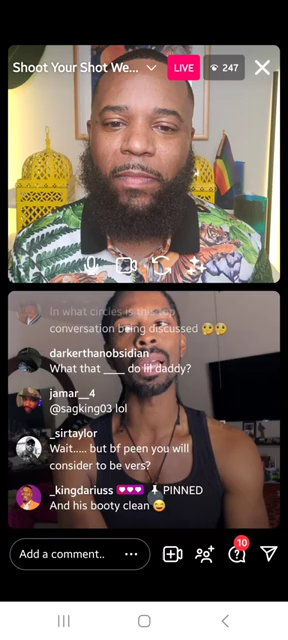 Shoot Your Shot We...
LIVE
247
In what circles is this top
conversation being discussed 🤔🤔
darkerthanobsidian
What that ____ do lil daddy?
jamar__4
@sagking03 lol
_sirtaylor
Wait..... but bf peen you will
consider to be vers?
_kingdariuss PINNED
And his booty clean 😅
10
Add a comment..